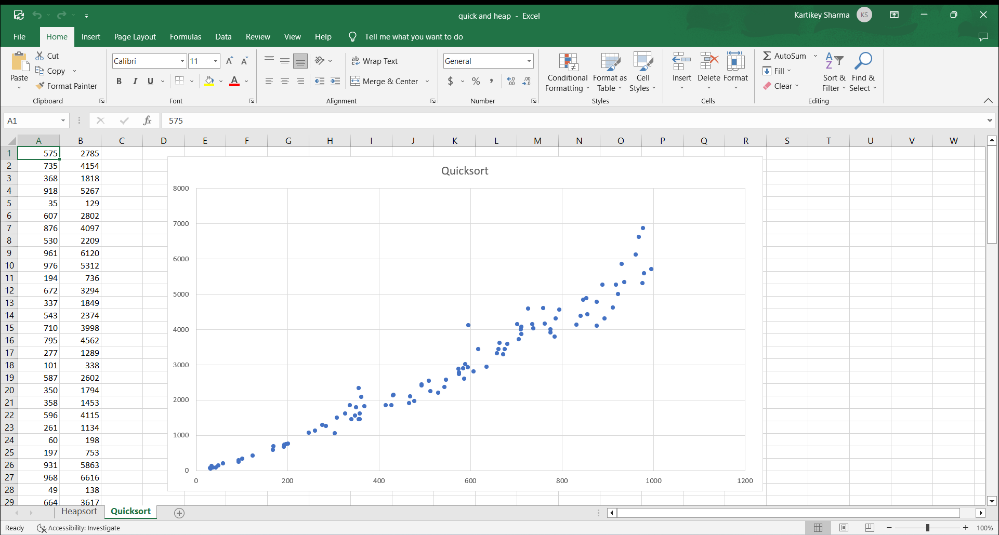 quick and heap - Excel
Kartikey Sharma KS
File Home Insert Page Layout Formulas Data Review View Help Tell me what you want to do
Paste
Cut
Copy
Format Painter
Clipboard
Calibri 11 A A
B I U A
Font
ab Wrap Text
Merge & Center
Alignment
General
$ % , .00 .0
Number
Conditional Formatting
Format as Table
Cell Styles
Styles
Insert Delete Format
Cells
AutoSum
Fill
Clear
Sort & Filter
Find & Select
Editing
A1 fx 575
A B C D E F G H I J K L M N O P Q R S T U V W
1 575 2785
2 735 4154
3 368 1818
4 918 5267
5 35 129
6 607 2802
7 876 4097
8 530 2209
9 961 6120
10 976 5312
11 194 736
12 672 3294
13 337 1849
14 543 2374
15 710 3998
16 795 4562
17 277 1289
18 101 338
19 587 2602
20 350 1794
21 358 1453
22 596 4115
23 261 1134
24 60 198
25 197 753
26 931 5863
27 968 6616
28 49 138
29 664 3617
Quicksort
8000
7000
6000
5000
4000
3000
2000
1000
0
0 200 400 600 800 1000 1200
Heapsort Quicksort
Ready Accessibility: Investigate 100%